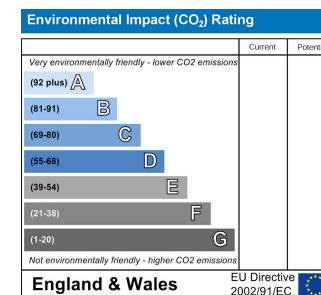 Environmental Impact (CO₂) Rating
Current
Very environmentally friendly - lower CO2 emissions
(92 plus) A
(81-91) B
(69-80) C
(55-68) D
(39-54) E
(21-38) F
(1-20) G
Not environmentally friendly - higher CO2 emissions
England & Wales
EU Directive
2002/91/EC